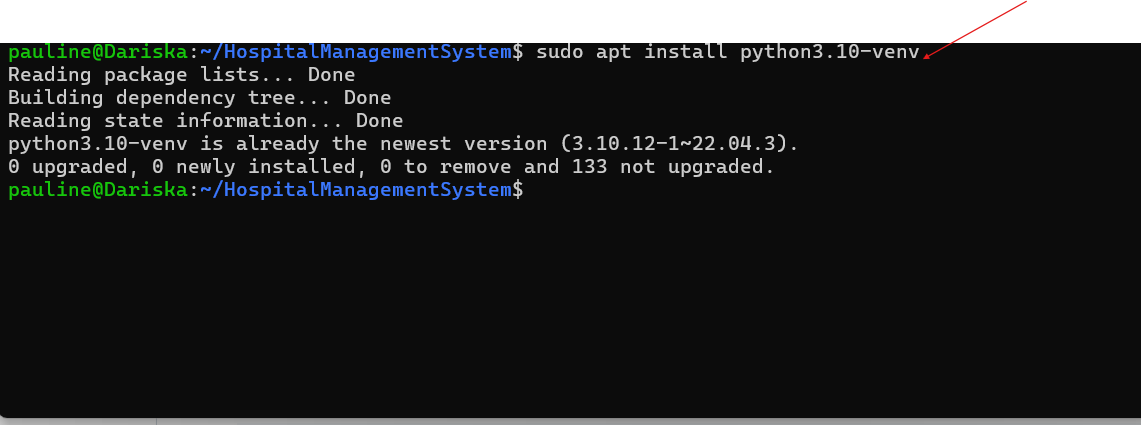 pauline@Dariska:~/HospitalManagementSystem$ sudo apt install python3.10-venv
Reading package lists... Done
Building dependency tree... Done
Reading state information... Done
python3.10-venv is already the newest version (3.10.12-1~22.04.3).
0 upgraded, 0 newly installed, 0 to remove and 133 not upgraded.
pauline@Dariska:~/HospitalManagementSystem$